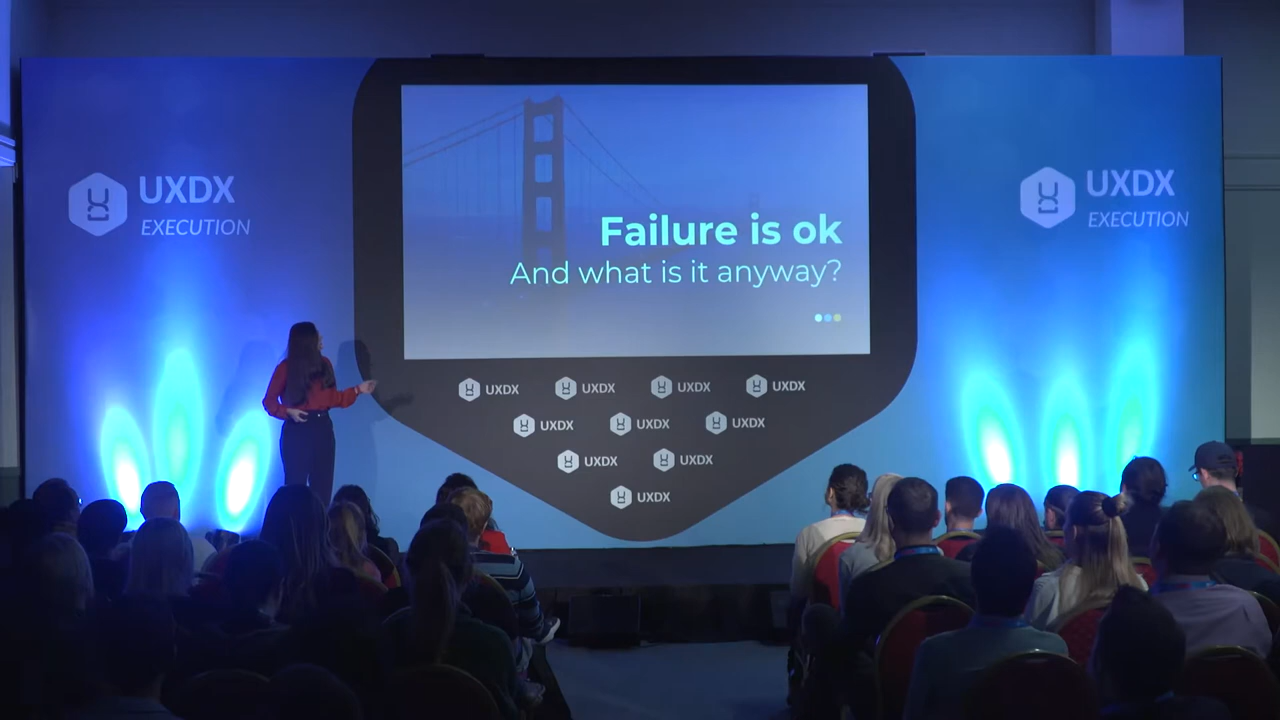 UXDX
EXECUTION
Failure is ok
And what is it anyway?
UXDX
EXECUTION
UXDX UXDX UXDX UXDX
UXDX UXDX UXDX
UXDX UXDX
UXDX